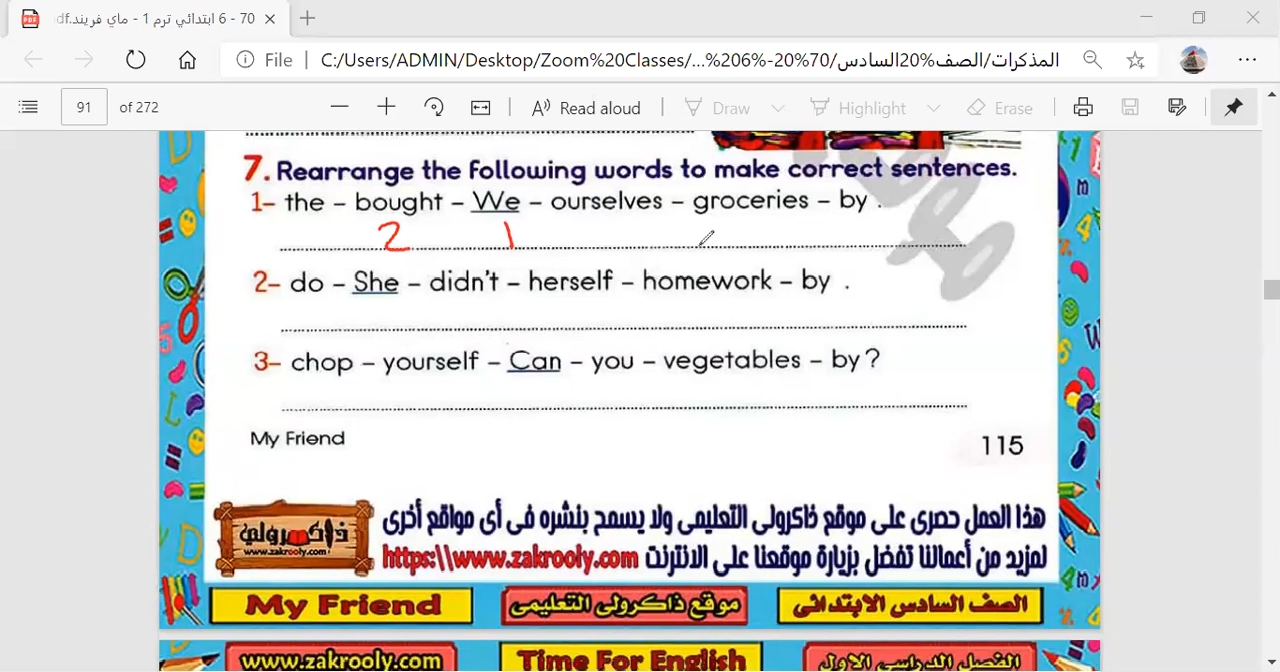 70 - 6 ابتدائي ترم 1 - ماي فريند.pdf
File C:/Users/ADMIN/Desktop/Zoom%20Classes/...المذكرات/الصف%20السادس/70%20-%206%
91 of 272 Read aloud Draw Highlight Erase
7. Rearrange the following words to make correct sentences.
1– the – bought – We – ourselves – groceries – by .
2 1
2– do – She – didn't – herself – homework – by .
3– chop – yourself – Can – you – vegetables – by ?
My Friend 115
هذا العمل حصرى على موقع ذاكرولى التعليمى ولا يسمح بنشره فى أى مواقع أخرى
ذاكرولى
www.zakrooly.com
لمزيد من أعمالنا تفضل بزيارة موقعنا على الانترنت https:\\www.zakrooly.com
My Friend موقع ذاكرولى التعليمى الصف السادس الابتدائى
www.zakrooly.com Time For English الفصل الدراسى الاول